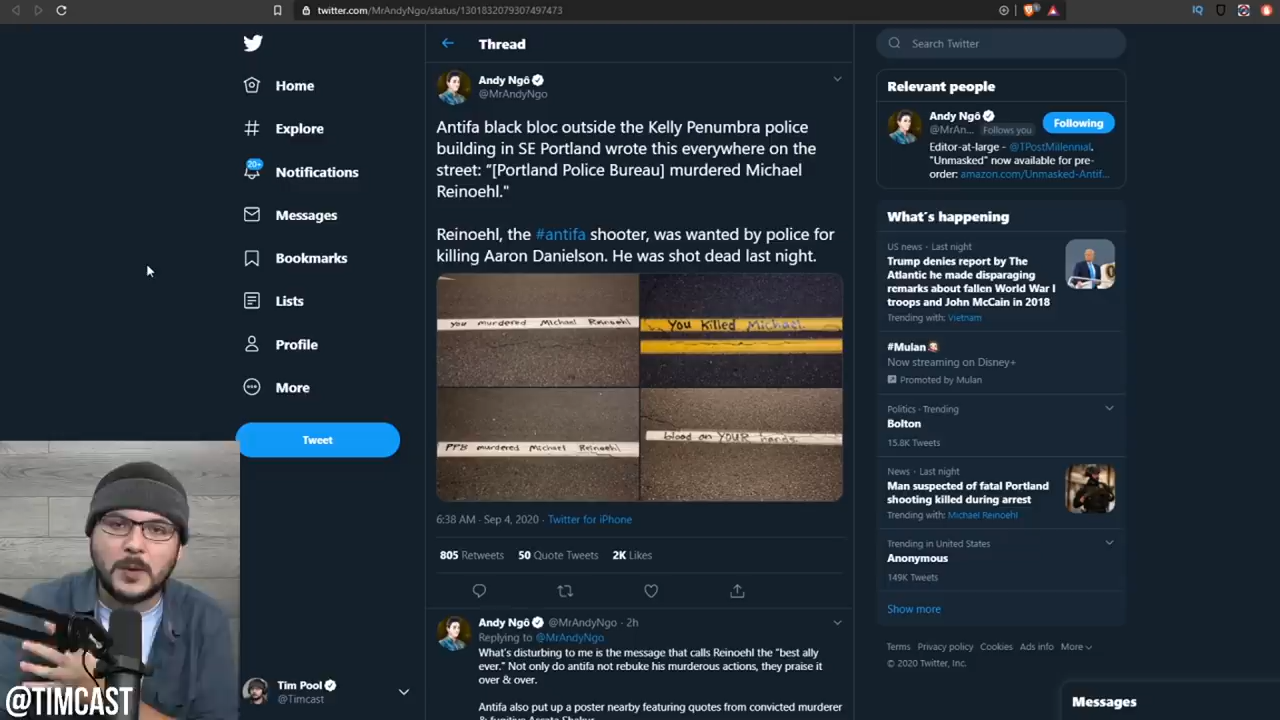 twitter.com/MrAndyNgo/status/1301832079307497473
Home
Explore
20+
Notifications
Messages
Bookmarks
Lists
Profile
More
Tweet
Tim Pool
@Timcast
@TIMCAST
Thread
Andy Ngô
@MrAndyNgo
Antifa black bloc outside the Kelly Penumbra police
building in SE Portland wrote this everywhere on the
street: “[Portland Police Bureau] murdered Michael
Reinoehl."
Reinoehl, the #antifa shooter, was wanted by police for
killing Aaron Danielson. He was shot dead last night.
you murdered Michael Reinoehl
You killed Michael.
PPB murdered Michael Reinoehl
blood on YOUR hands.
6:38 AM · Sep 4, 2020 · Twitter for iPhone
805 Retweets 50 Quote Tweets 2K Likes
Andy Ngô @MrAndyNgo · 2h
Replying to @MrAndyNgo
What's disturbing to me is the message that calls Reinoehl the "best ally
ever." Not only do antifa not rebuke his murderous actions, they praise it
over & over.
Antifa also put up a poster nearby featuring quotes from convicted murderer
& fugitive Assata Shakur
Search Twitter
Relevant people
Andy Ngô
@MrAn... Follows you
Following
Editor-at-large - @TPostMillennial.
"Unmasked" now available for pre-
order: amazon.com/Unmasked-Antif...
What's happening
US news · Last night
Trump denies report by The
Atlantic he made disparaging
remarks about fallen World War I
troops and John McCain in 2018
Trending with: Vietnam
#Mulan
Now streaming on Disney+
Promoted by Mulan
Politics · Trending
Bolton
15.8K Tweets
News · Last night
Man suspected of fatal Portland
shooting killed during arrest
Trending with: Michael Reinoehl
Trending in United States
Anonymous
149K Tweets
Show more
Terms Privacy policy Cookies Ads info More
© 2020 Twitter, Inc.
Messages